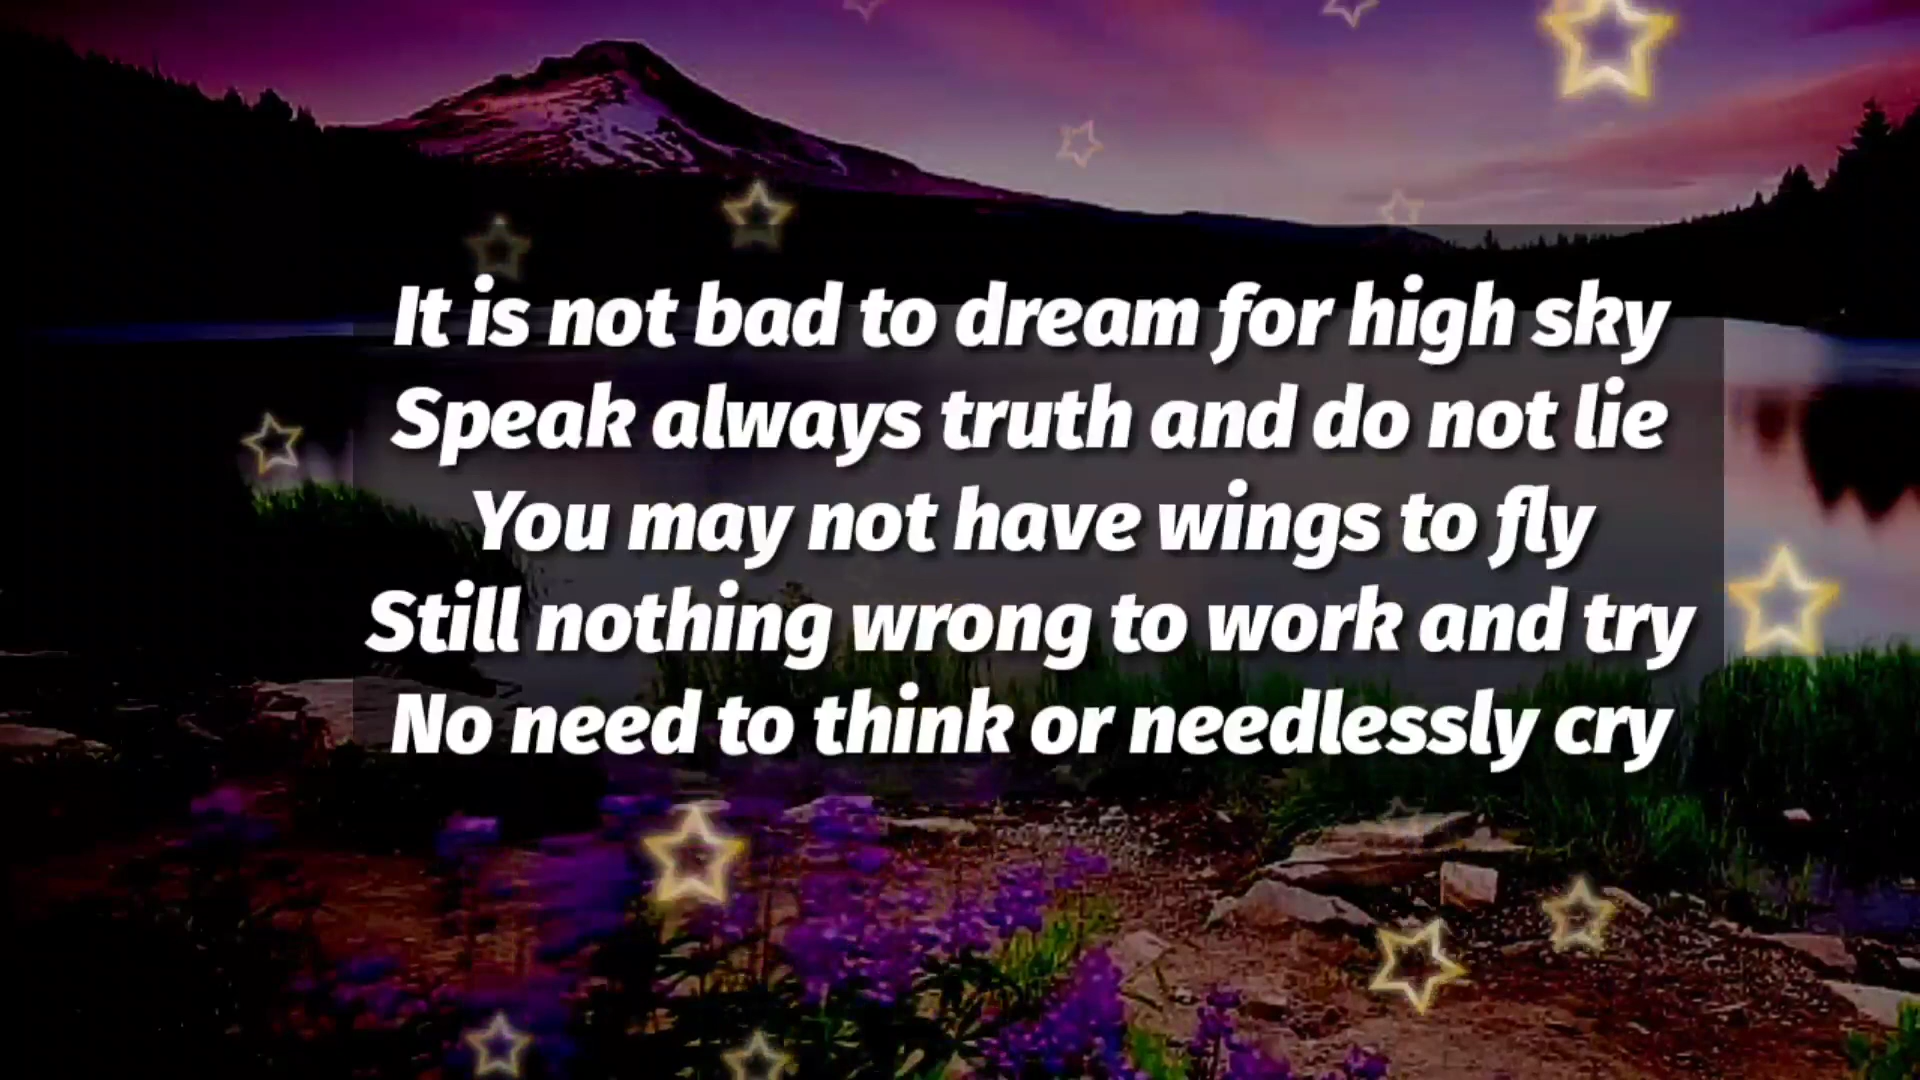 It is not bad to dream for high sky
Speak always truth and do not lie
You may not have wings to fly
Still nothing wrong to work and try
No need to think or needlessly cry